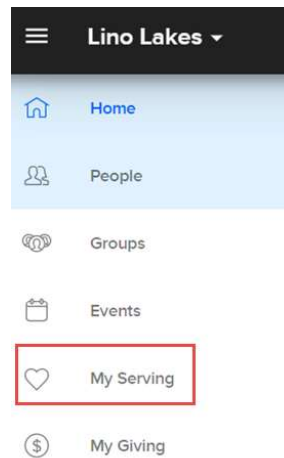 Lino Lakes
Home
People
Groups
Events
My Serving
$ My Giving